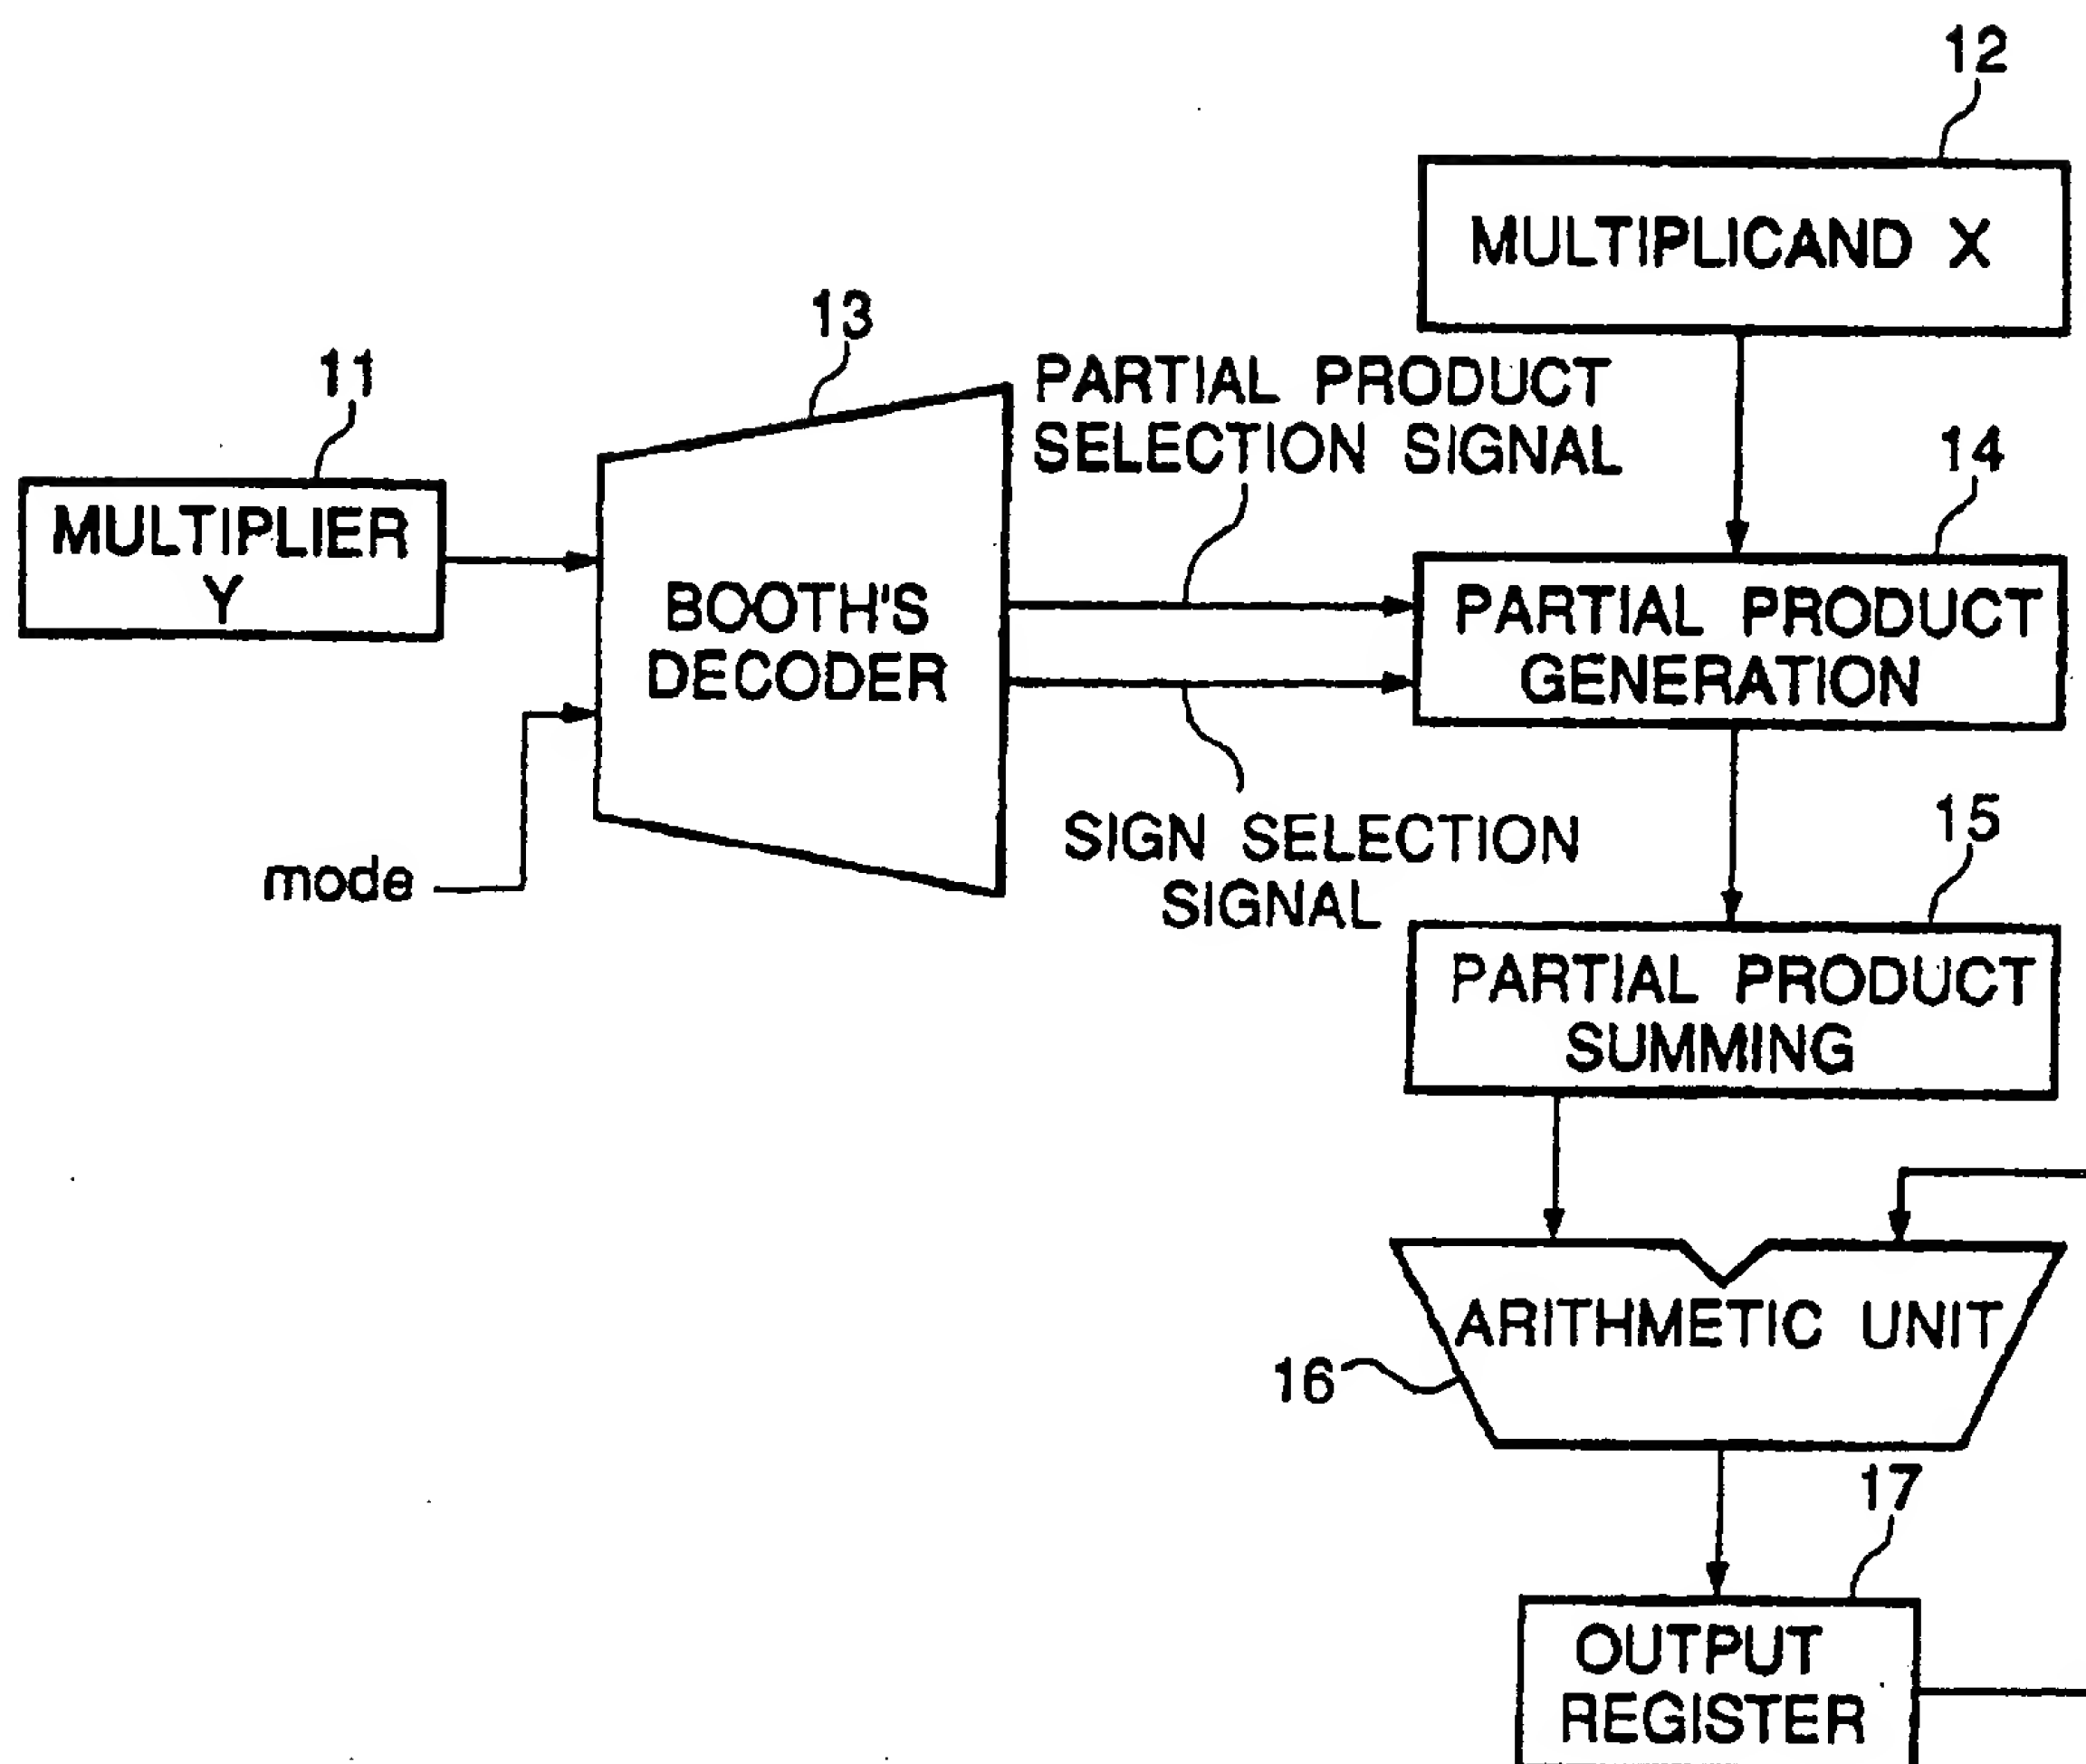 12
MULTIPLICAND X
13
11
PARTIAL PRODUCT
SELECTION SIGNAL
14
MULTIPLIER
Y
BOOTH'S
DECODER
PARTIAL PRODUCT
GENERATION
mode
SIGN SELECTION
SIGNAL
15
PARTIAL PRODUCT
SUMMING
ARITHMETIC UNIT
16
17
OUTPUT
REGISTER